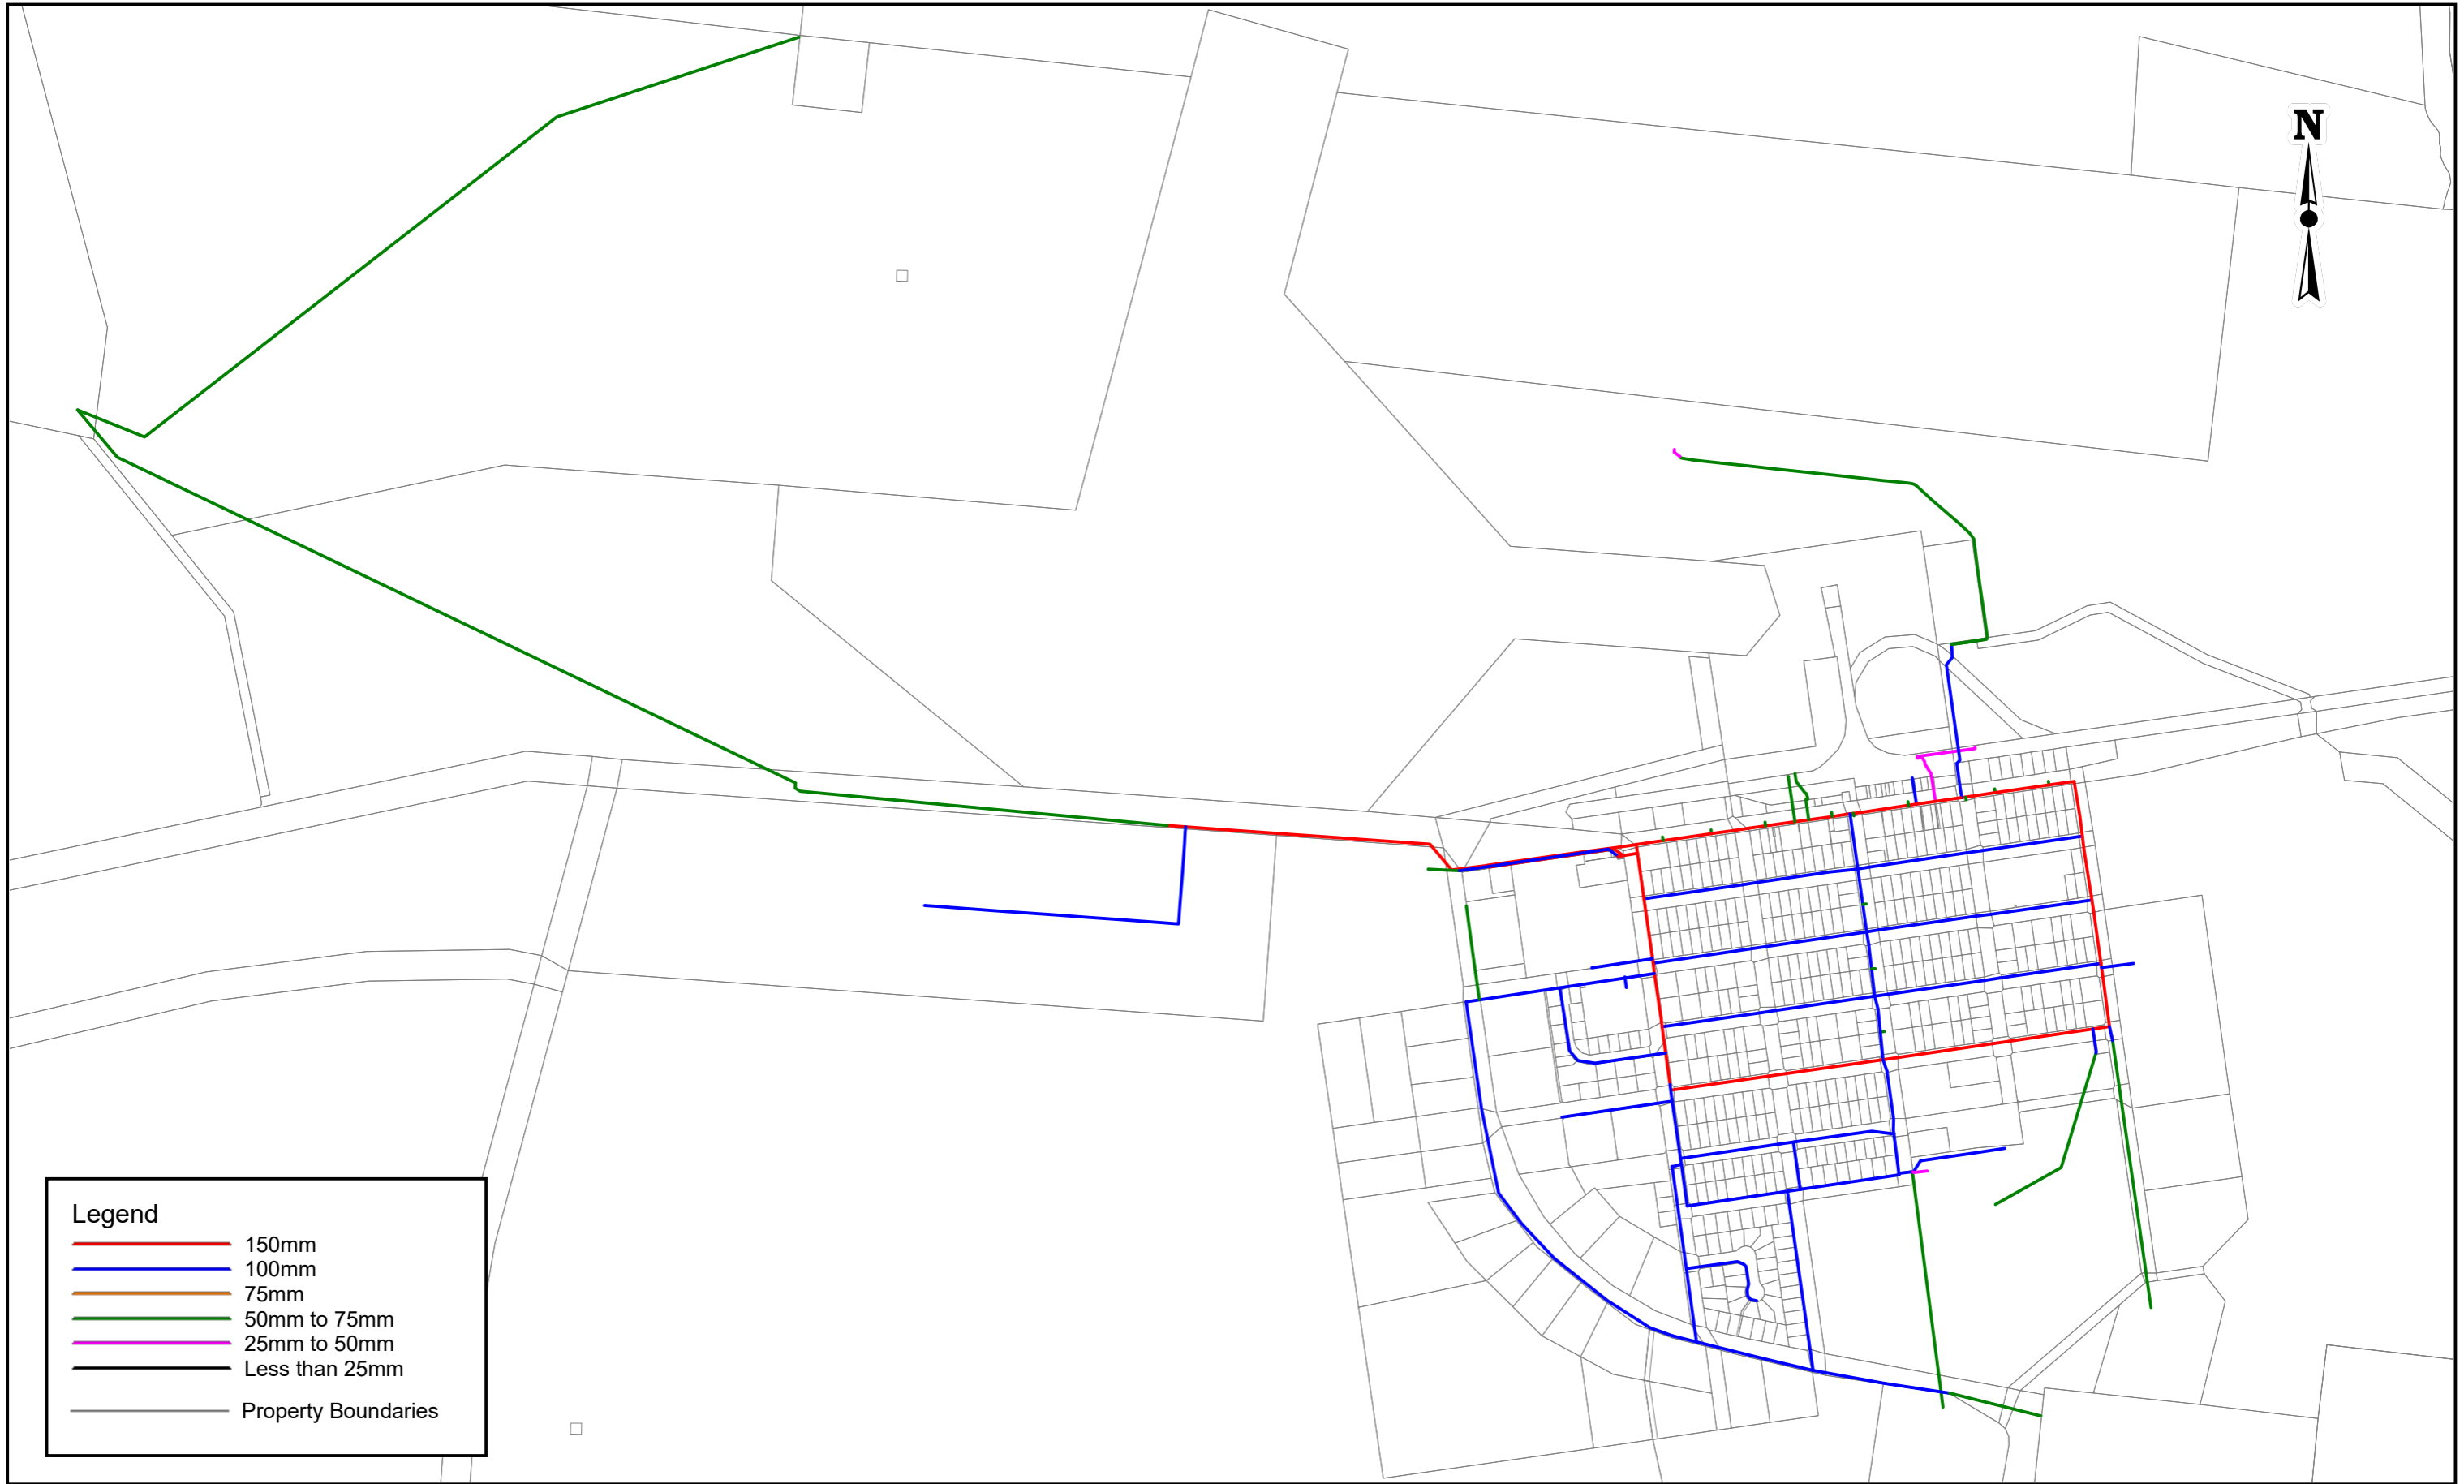 N
Legend
150mm
100mm
75mm
50mm to 75mm
25mm to 50mm
Less than 25mm
Property Boundaries